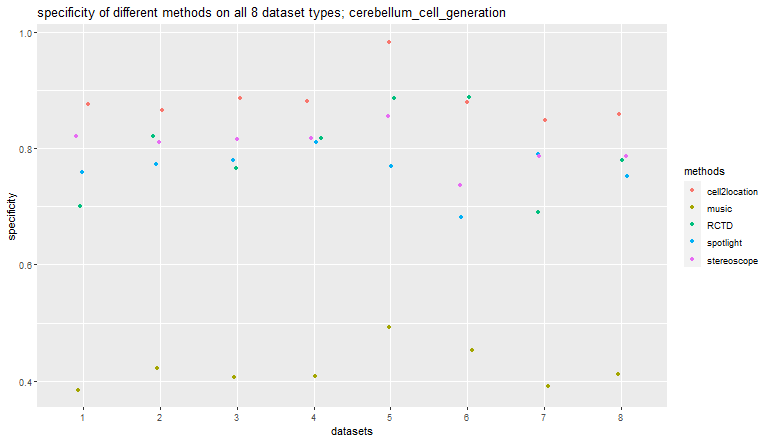 specificity of different methods on all 8 dataset types; cerebellum_cell_generation
1.0
0.8
0.6
0.4
specificity
1 2 3 4 5 6 7 8
datasets
methods
cell2location
music
RCTD
spotlight
stereoscope